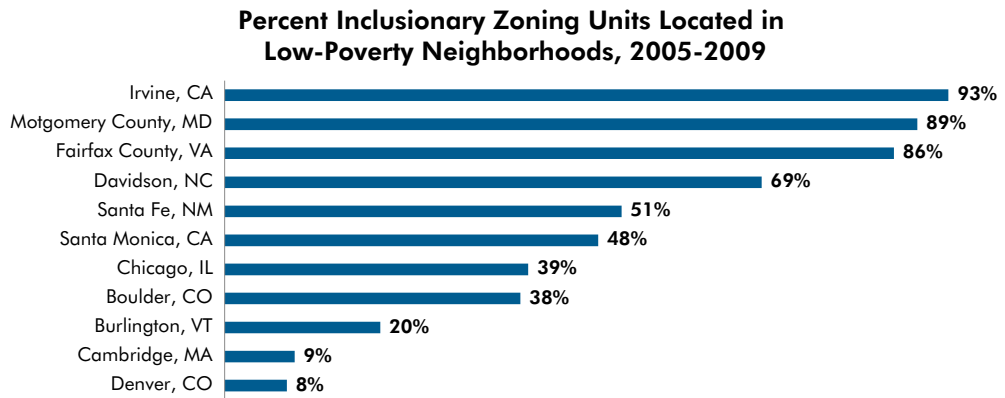 Percent Inclusionary Zoning Units Located in
Low-Poverty Neighborhoods, 2005-2009
Irvine, CA 93%
Motgomery County, MD 89%
Fairfax County, VA 86%
Davidson, NC 69%
Santa Fe, NM 51%
Santa Monica, CA 48%
Chicago, IL 39%
Boulder, CO 38%
Burlington, VT 20%
Cambridge, MA 9%
Denver, CO 8%